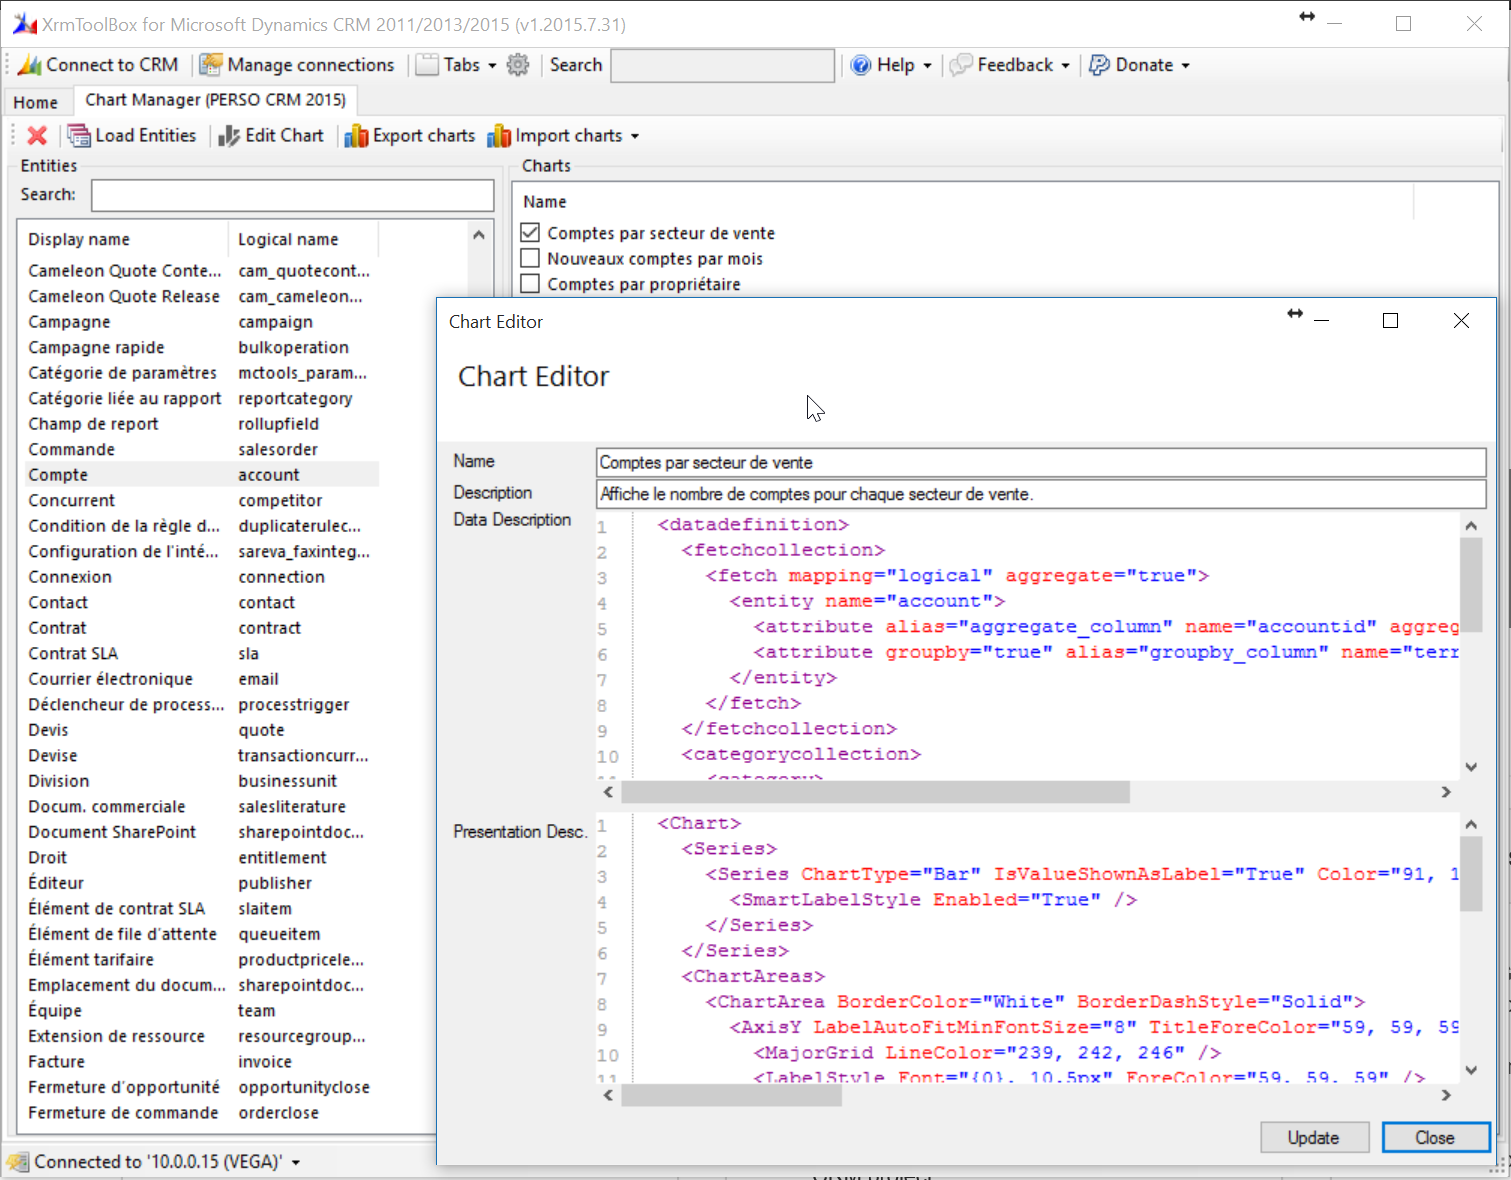 XrmToolBox for Microsoft Dynamics CRM 2011/2013/2015 (v1.2015.7.31)
Connect to CRM Manage connections Tabs Search Help Feedback Donate
Home Chart Manager (PERSO CRM 2015)
Load Entities Edit Chart Export charts Import charts
Entities
Search:
Display name Logical name
Cameleon Quote Conte... cam_quotecont...
Cameleon Quote Release cam_cameleon...
Campagne campaign
Campagne rapide bulkoperation
Catégorie de paramètres mctools_param...
Catégorie liée au rapport reportcategory
Champ de report rollupfield
Commande salesorder
Compte account
Concurrent competitor
Condition de la règle d... duplicaterulec...
Configuration de l'inté... sareva_faxinteg...
Connexion connection
Contact contact
Contrat contract
Contrat SLA sla
Courrier électronique email
Déclencheur de process... processtrigger
Devis quote
Devise transactioncurr...
Division businessunit
Docum. commerciale salesliterature
Document SharePoint sharepointdoc...
Droit entitlement
Éditeur publisher
Élément de contrat SLA slaitem
Élément de file d'attente queueitem
Élément tarifaire productpricele...
Emplacement du docum... sharepointdoc...
Équipe team
Extension de ressource resourcegroup...
Facture invoice
Fermeture d'opportunité opportunityclose
Fermeture de commande orderclose
Charts
Name
Comptes par secteur de vente
Nouveaux comptes par mois
Comptes par propriétaire
Chart Editor
Chart Editor
Name Comptes par secteur de vente
Description Affiche le nombre de comptes pour chaque secteur de vente.
Data Description
1 <datadefinition>
2 <fetchcollection>
3 <fetch mapping="logical" aggregate="true">
4 <entity name="account">
5 <attribute alias="aggregate_column" name="accountid" aggreg
6 <attribute groupby="true" alias="groupby_column" name="terr
7 </entity>
8 </fetch>
9 </fetchcollection>
10 <categorycollection>
11 <category>
Presentation Desc.
1 <Chart>
2 <Series>
3 <Series ChartType="Bar" IsValueShownAsLabel="True" Color="91, 1
4 <SmartLabelStyle Enabled="True" />
5 </Series>
6 </Series>
7 <ChartAreas>
8 <ChartArea BorderColor="White" BorderDashStyle="Solid">
9 <AxisY LabelAutoFitMinFontSize="8" TitleForeColor="59, 59, 59
10 <MajorGrid LineColor="239, 242, 246" />
11 <LabelStyle Font="{0}, 10.5px" ForeColor="59, 59, 59" />
Update Close
Connected to '10.0.0.15 (VEGA)'